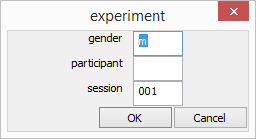 experiment
gender m
participant
session 001
OK Cancel